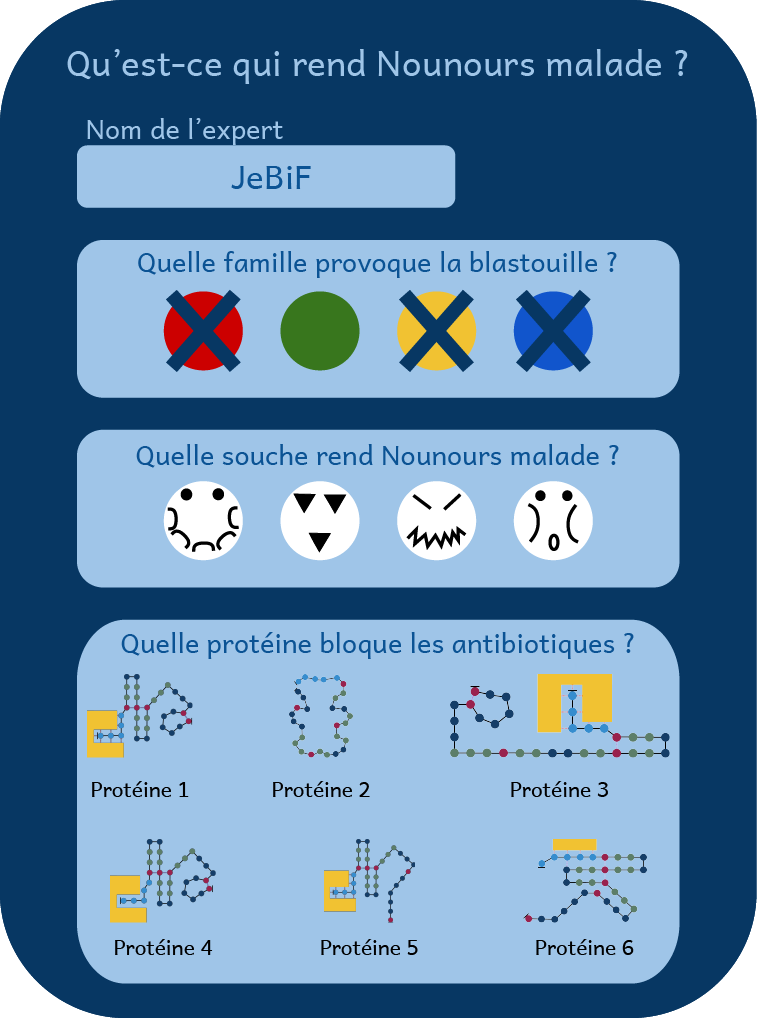 Qu'est-ce qui rend Nounours malade ?
Nom de l'expert
JeBiF
Quelle famille provoque la blastouille ?
Quelle souche rend Nounours malade ?
Quelle protéine bloque les antibiotiques ?
Protéine 1 Protéine 2 Protéine 3
Protéine 4 Protéine 5 Protéine 6